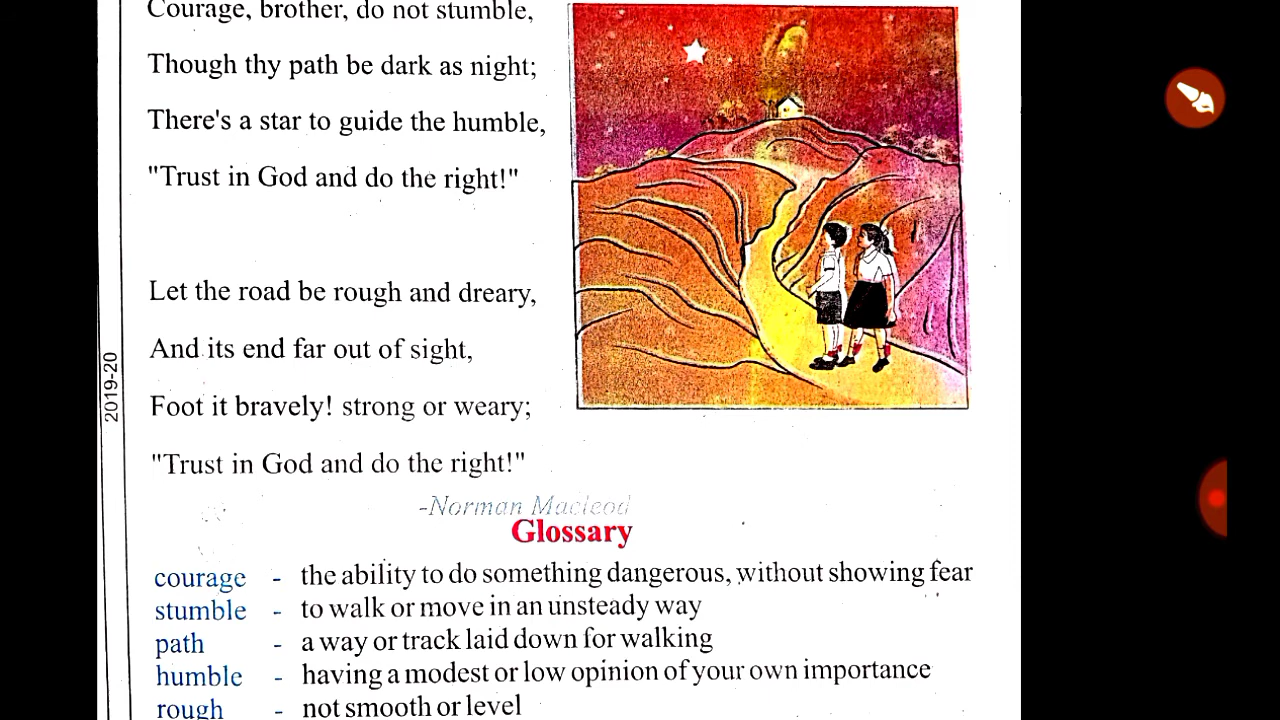 Courage, brother, do not stumble,
Though thy path be dark as night;
There's a star to guide the humble,
"Trust in God and do the right!"
Let the road be rough and dreary,
And its end far out of sight,
Foot it bravely! strong or weary;
"Trust in God and do the right!"
-Norman Macleod
Glossary
courage - the ability to do something dangerous, without showing fear
stumble - to walk or move in an unsteady way
path - a way or track laid down for walking
humble - having a modest or low opinion of your own importance
rough - not smooth or level
2019-20